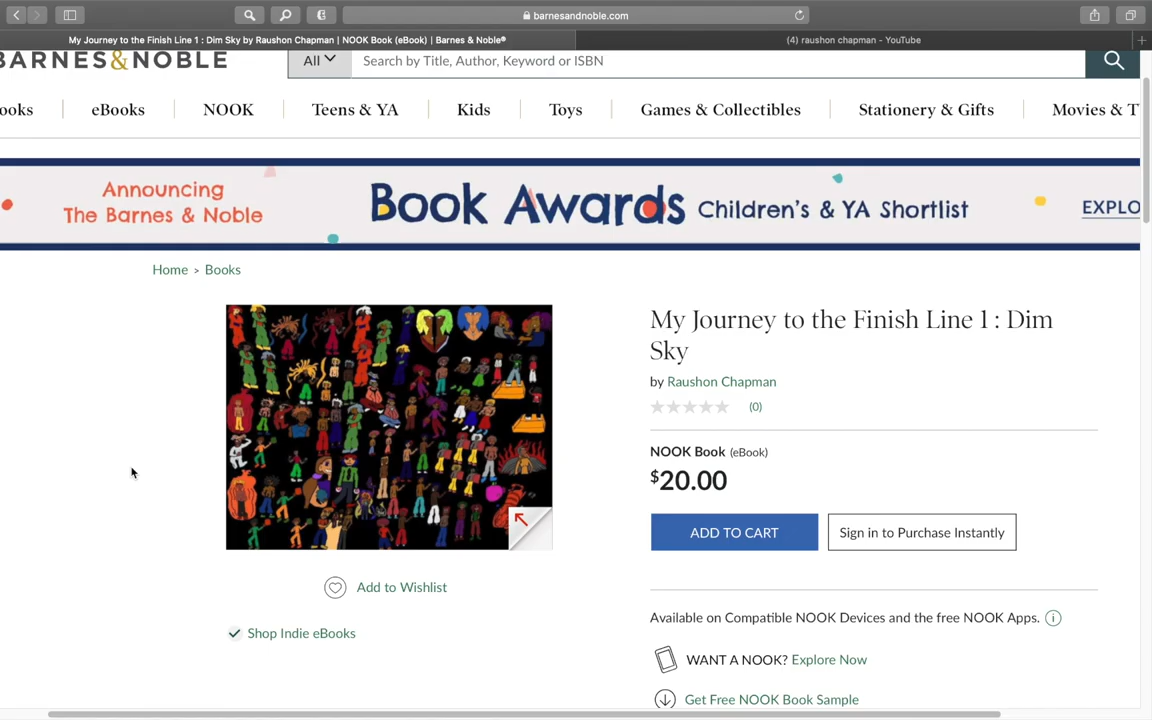 barnesandnoble.com
My Journey to the Finish Line 1 : Dim Sky by Raushon Chapman | NOOK Book (eBook) | Barnes & Noble®
(4) raushon chapman - YouTube
BARNES&NOBLE
All
Search by Title, Author, Keyword or ISBN
ooks
eBooks
NOOK
Teens & YA
Kids
Toys
Games & Collectibles
Stationery & Gifts
Movies & T
Announcing
The Barnes & Noble
Book Awards Children's & YA Shortlist
EXPLO
Home > Books
My Journey to the Finish Line 1 : Dim
Sky
by Raushon Chapman
(0)
NOOK Book (eBook)
$20.00
ADD TO CART
Sign in to Purchase Instantly
Add to Wishlist
Shop Indie eBooks
Available on Compatible NOOK Devices and the free NOOK Apps.
WANT A NOOK? Explore Now
Get Free NOOK Book Sample